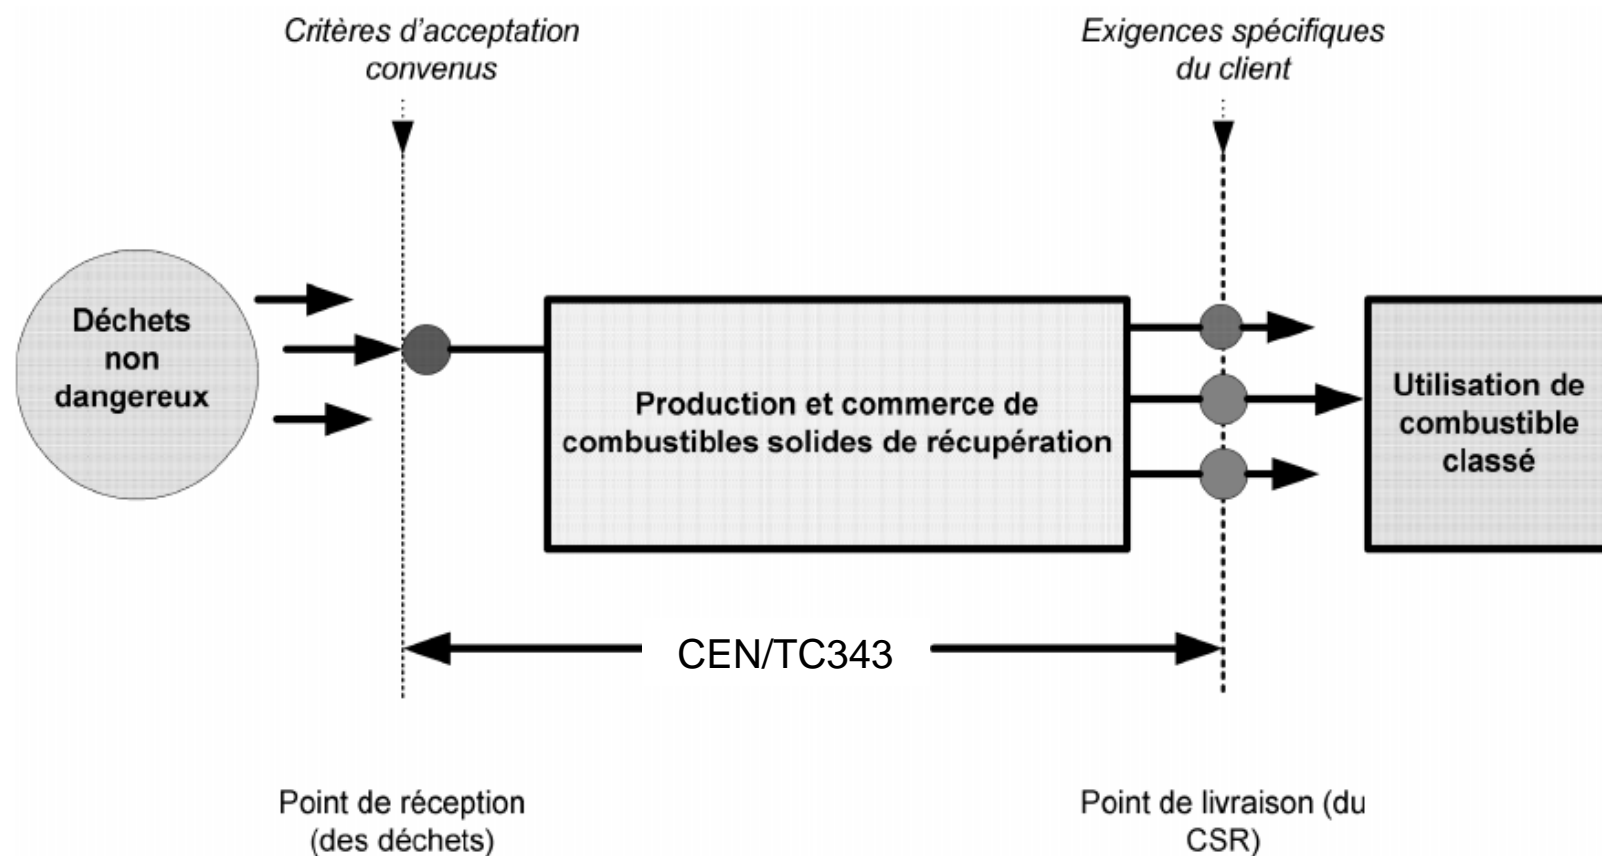 Critères d'acceptation
convenus
Exigences spécifiques
du client
Déchets
non
dangereux
Production et commerce de
combustibles solides de récupération
Utilisation de
combustible
classé
CEN/TC343
Point de réception
(des déchets)
Point de livraison (du
CSR)